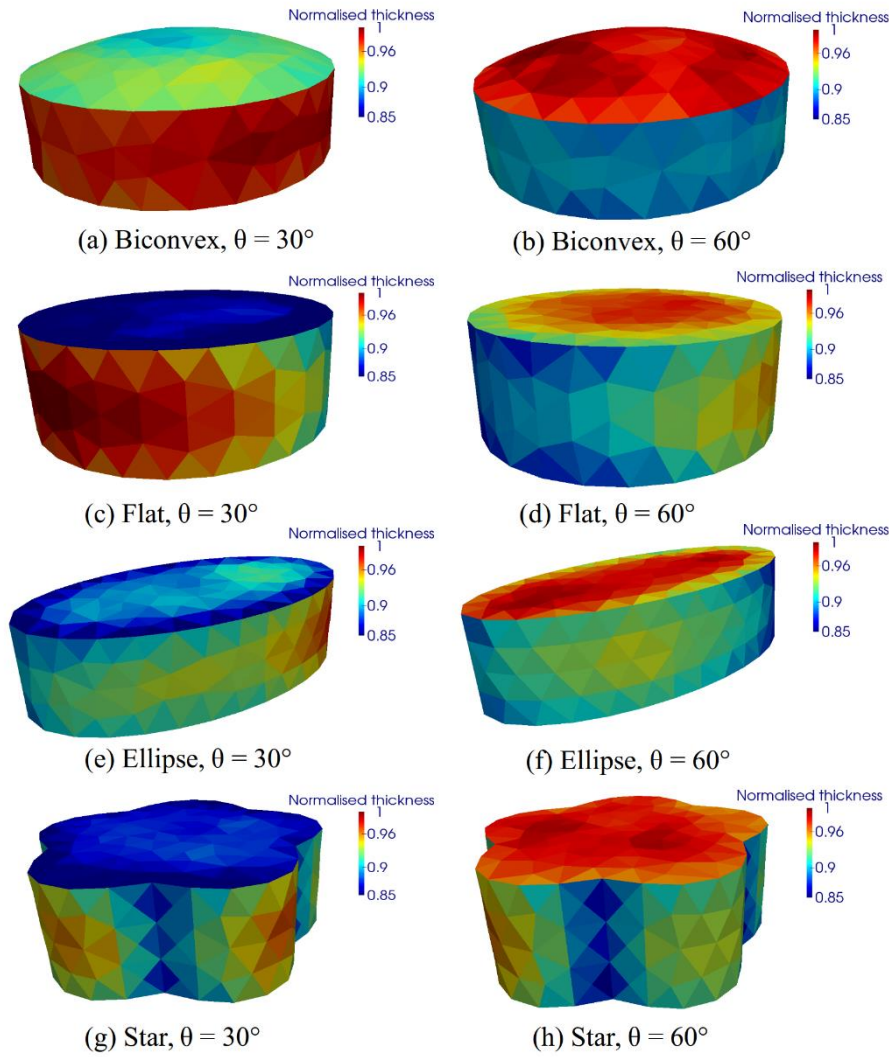 Normalised thickness
1
0.96
0.9
0.85
Normalised thickness
1
0.96
0.9
0.85
(a) Biconvex, θ = 30°
(b) Biconvex, θ = 60°
Normalised thickness
1
0.96
0.9
0.85
Normalised thickness
1
0.96
0.9
0.85
(c) Flat, θ = 30°
(d) Flat, θ = 60°
Normalised thickness
1
0.96
0.9
0.85
Normalised thickness
1
0.96
0.9
0.85
(e) Ellipse, θ = 30°
(f) Ellipse, θ = 60°
Normalised thickness
1
0.96
0.9
0.85
Normalised thickness
1
0.96
0.9
0.85
(g) Star, θ = 30°
(h) Star, θ = 60°